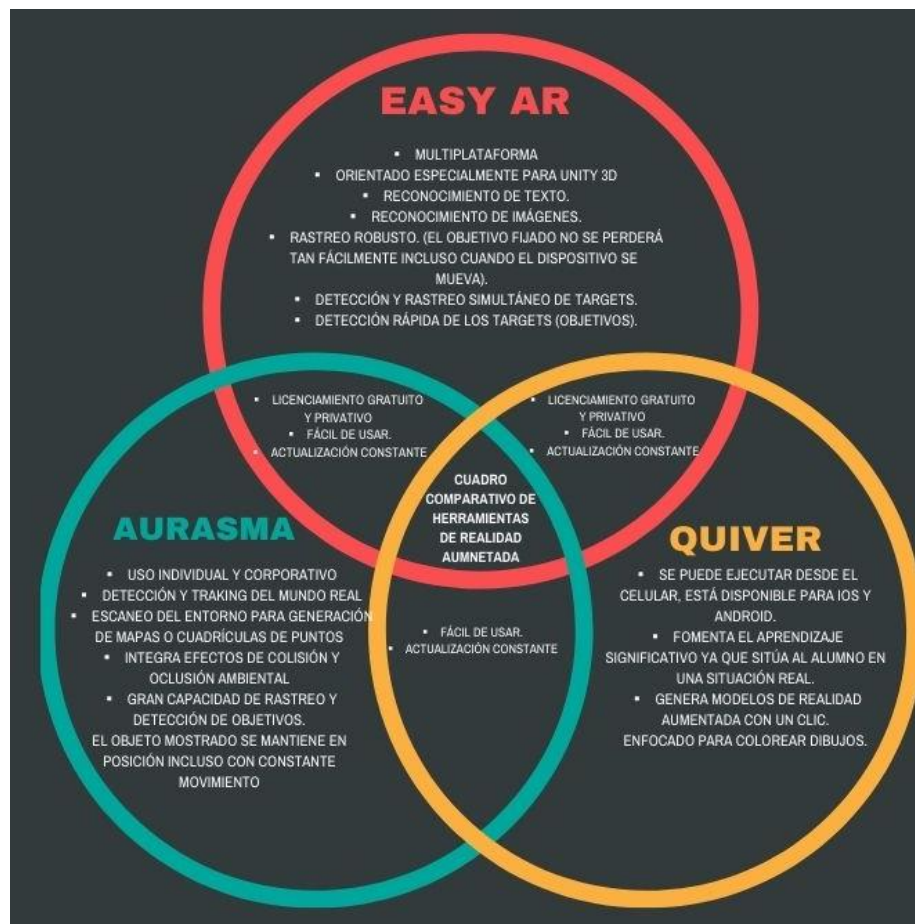 EASY AR
▪ MULTIPLATAFORMA
▪ ORIENTADO ESPECIALMENTE PARA UNITY 3D
▪ RECONOCIMIENTO DE TEXTO.
▪ RECONOCIMIENTO DE IMÁGENES.
▪ RASTREO ROBUSTO. (EL OBJETIVO FIJADO NO SE PERDERÁ
TAN FÁCILMENTE INCLUSO CUANDO EL DISPOSITIVO SE
MUEVA).
▪ DETECCIÓN Y RASTREO SIMULTÁNEO DE TARGETS.
▪ DETECCIÓN RÁPIDA DE LOS TARGETS (OBJETIVOS).
▪ LICENCIAMIENTO GRATUITO
Y PRIVATIVO
▪ FÁCIL DE USAR.
▪ ACTUALIZACIÓN CONSTANTE
▪ LICENCIAMIENTO GRATUITO
Y PRIVATIVO
▪ FÁCIL DE USAR.
▪ ACTUALIZACIÓN CONSTANTE
CUADRO
COMPARATIVO DE
HERRAMIENTAS
DE REALIDAD
AUMNETADA
AURASMA
▪ USO INDIVIDUAL Y CORPORATIVO
▪ DETECCIÓN Y TRAKING DEL MUNDO REAL
▪ ESCANEO DEL ENTORNO PARA GENERACIÓN
DE MAPAS O CUADRÍCULAS DE PUNTOS
▪ INTEGRA EFECTOS DE COLISIÓN Y
OCLUSIÓN AMBIENTAL
▪ GRAN CAPACIDAD DE RASTREO Y
DETECCIÓN DE OBJETIVOS.
EL OBJETO MOSTRADO SE MANTIENE EN
POSICIÓN INCLUSO CON CONSTANTE
MOVIMIENTO
▪ FÁCIL DE USAR.
▪ ACTUALIZACIÓN CONSTANTE
QUIVER
▪ SE PUEDE EJECUTAR DESDE EL
CELULAR, ESTÁ DISPONIBLE PARA IOS Y
ANDROID.
▪ FOMENTA EL APRENDIZAJE
SIGNIFICATIVO YA QUE SITÚA AL ALUMNO EN
UNA SITUACIÓN REAL.
▪ GENERA MODELOS DE REALIDAD
AUMENTADA CON UN CLIC.
ENFOCADO PARA COLOREAR DIBUJOS.